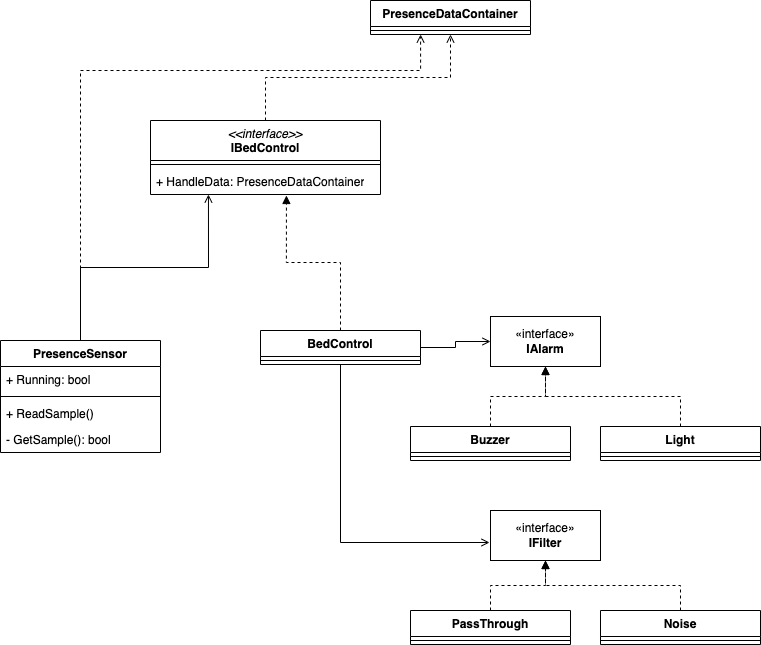 PresenceDataContainer
<<interface>>
IBedControl
+ HandleData: PresenceDataContainer
PresenceSensor
+ Running: bool
+ ReadSample()
- GetSample(): bool
BedControl
«interface»
IAlarm
Buzzer
Light
«interface»
IFilter
PassThrough
Noise